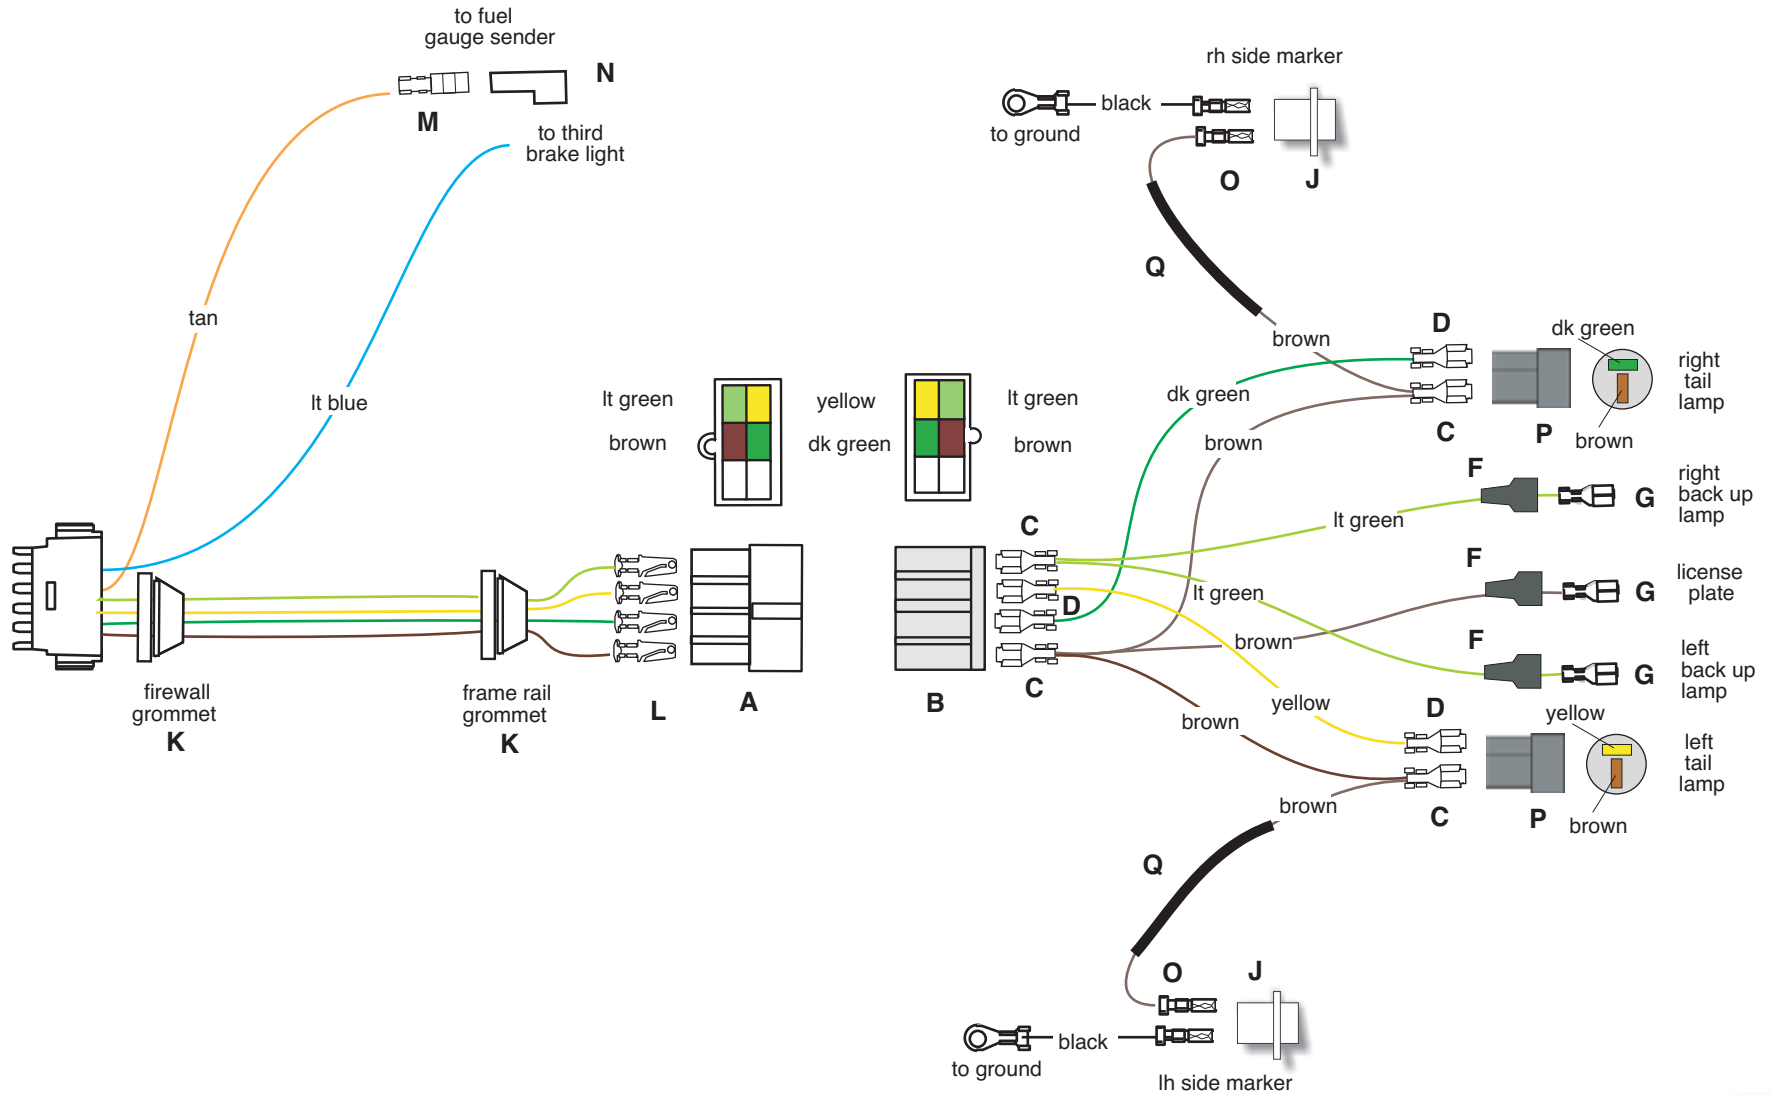 to fuel
gauge sender
N
M
to third
brake light
tan
lt blue
firewall
grommet
K
frame rail
grommet
K
L
A
lt green
brown
yellow
dk green
lt green
brown
B
C
D
C
rh side marker
black
to ground
O
J
Q
brown
dk green
brown
lt green
lt green
brown
yellow
brown
brown
D
C
P
dk green
brown
right
tail
lamp
F
G
right
back up
lamp
F
G
license
plate
F
G
left
back up
lamp
D
C
P
yellow
brown
left
tail
lamp
Q
O
J
black
to ground
lh side marker